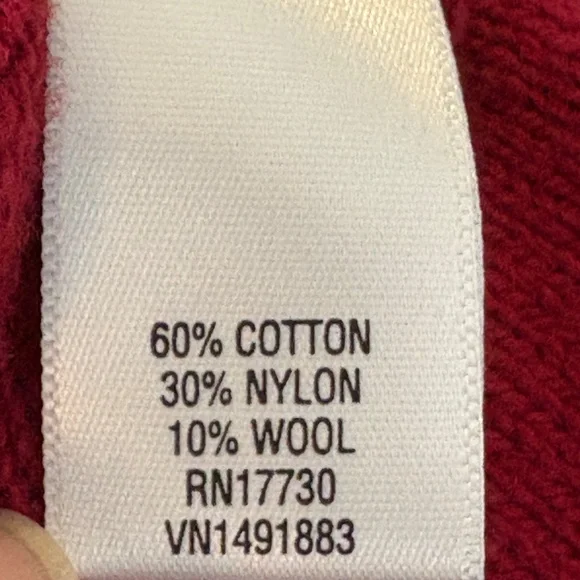 60% COTTON
30% NYLON
10% WOOL
RN17730
VN1491883